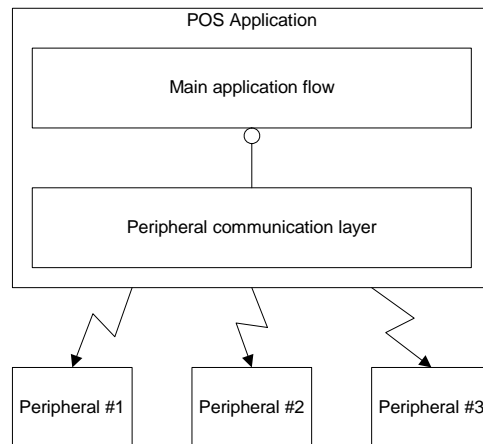 POS Application
Main application flow
Peripheral communication layer
Peripheral #1
Peripheral #2
Peripheral #3